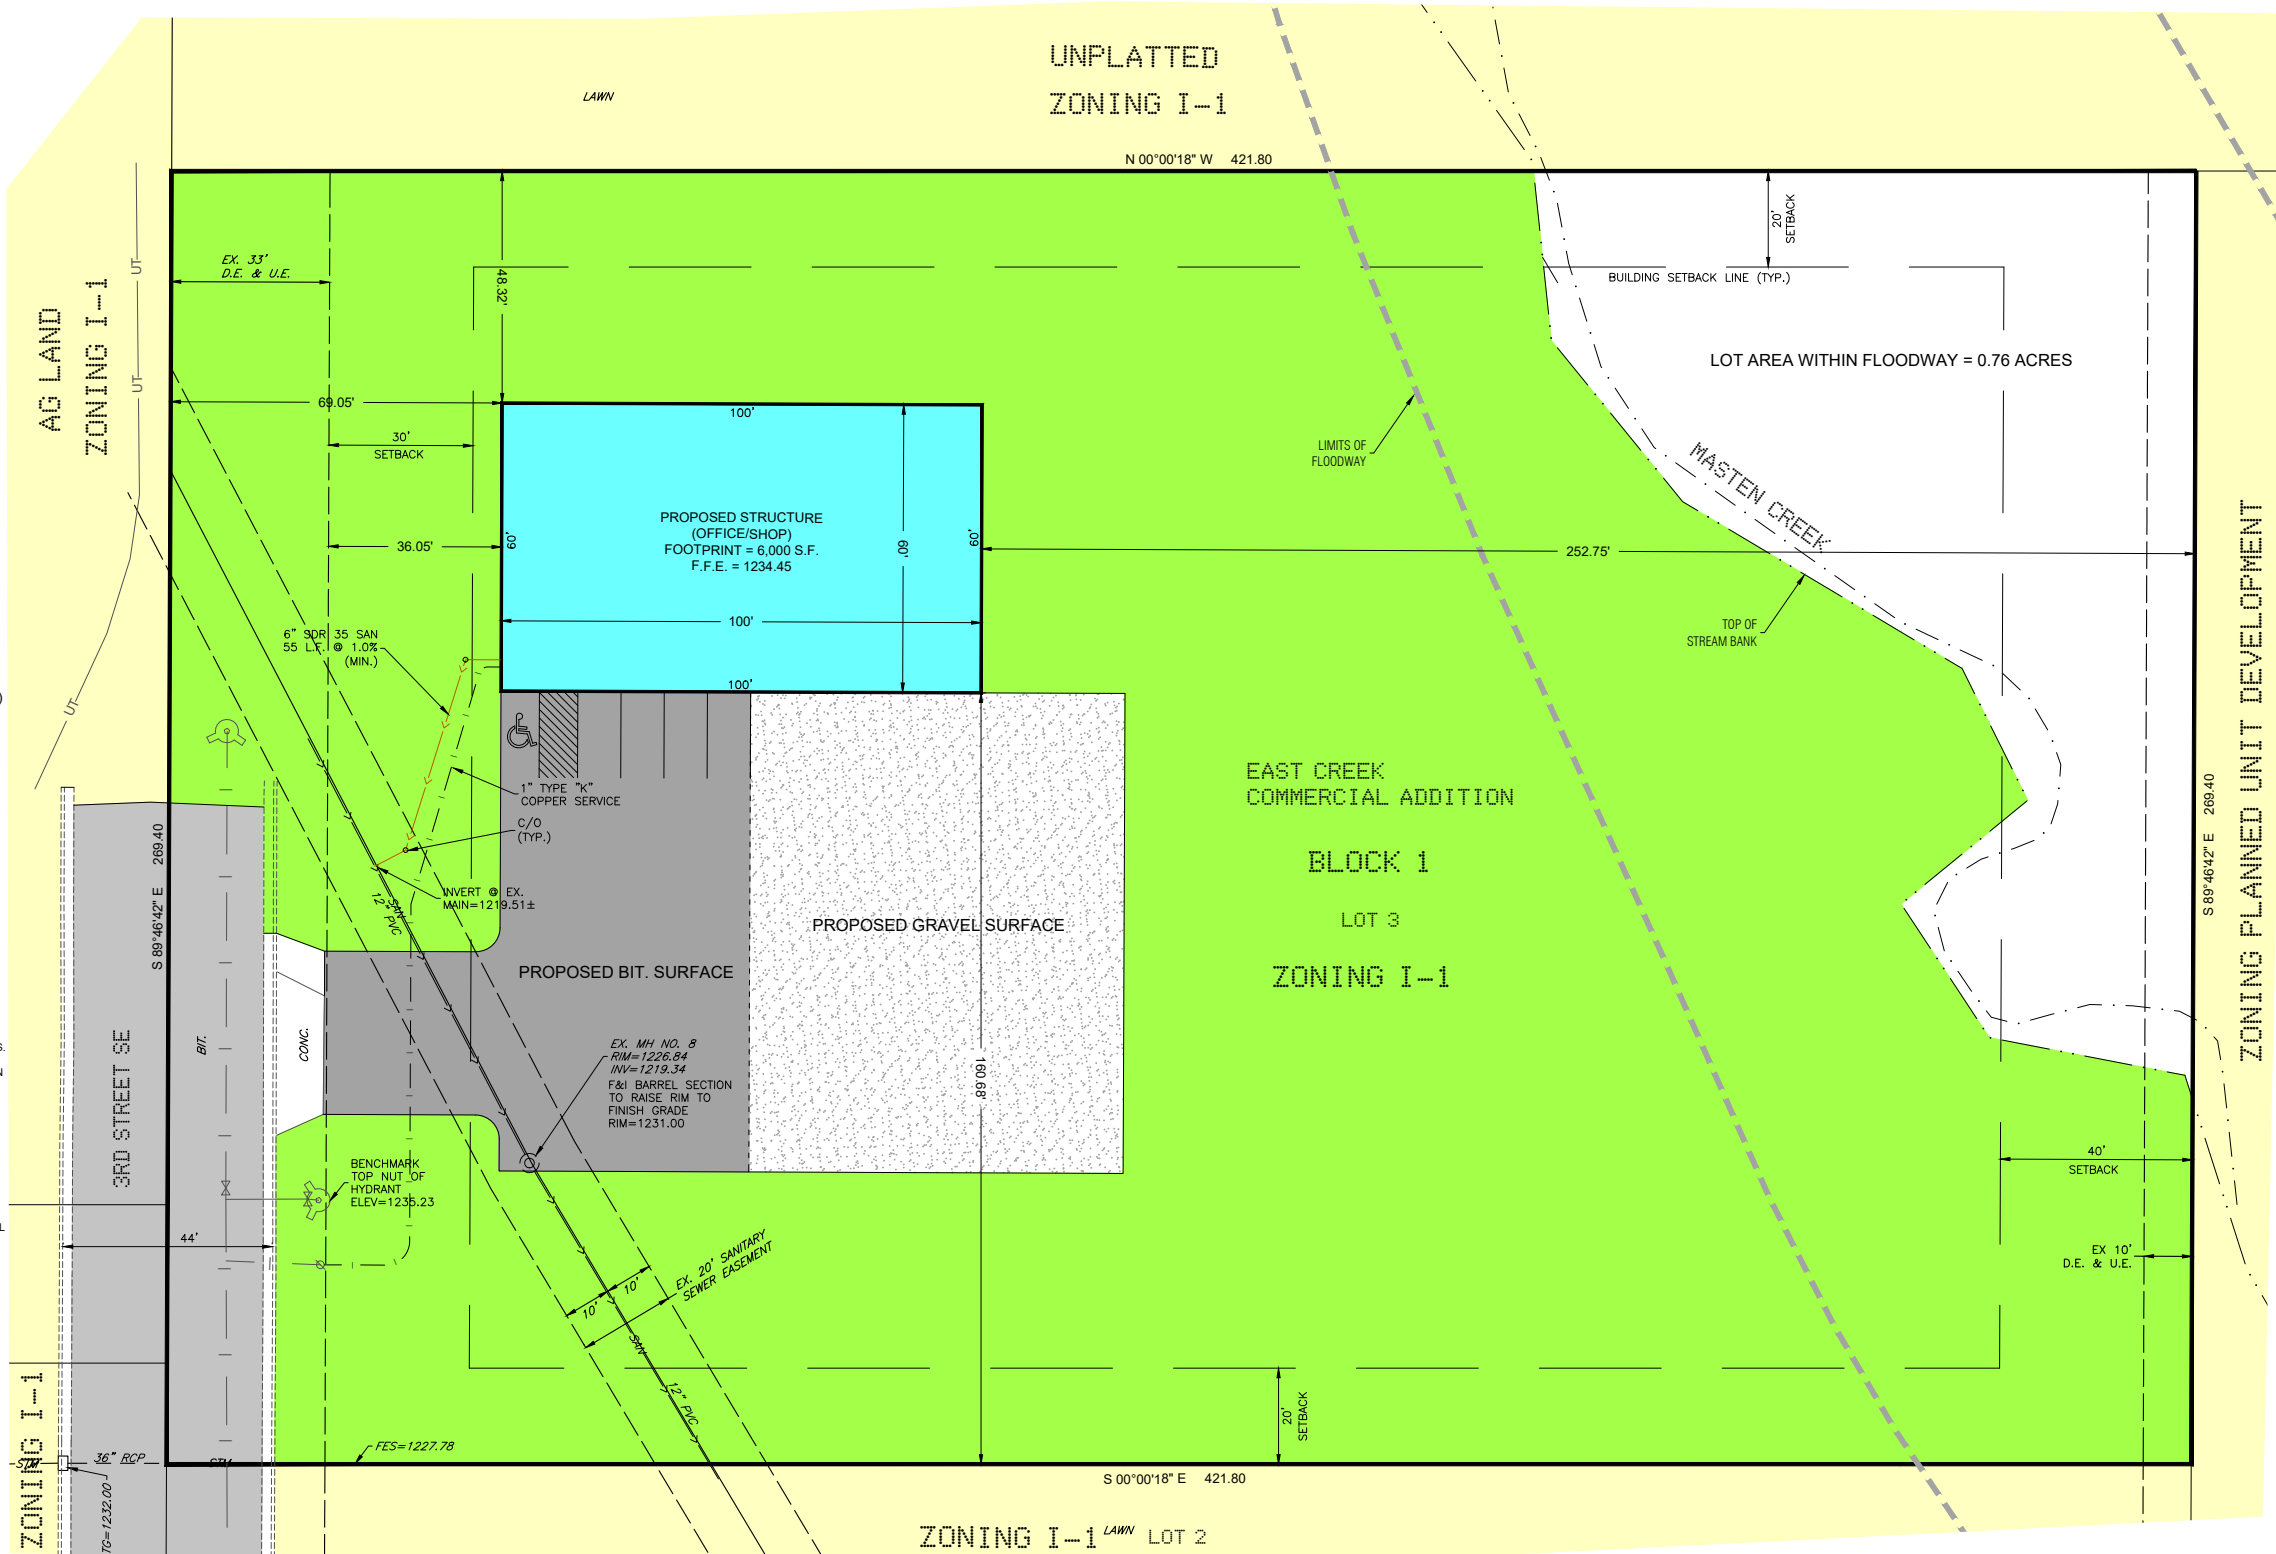 UNPLATTED
ZONING I-1
LAWN
N 00°00'18" W 421.80
EX. 33'
D.E. & U.E.
UT
48.32'
20'
SETBACK
BUILDING SETBACK LINE (TYP.)
AG LAND
ZONING I-1
UT
LOT AREA WITHIN FLOODWAY = 0.76 ACRES
69.05'
100'
30'
SETBACK
LIMITS OF
FLOODWAY
MASTEN CREEK
PROPOSED STRUCTURE
(OFFICE/SHOP)
FOOTPRINT = 6,000 S.F.
F.F.E. = 1234.45
36.05'
60'
60'
60'
252.75'
100'
6" SDR 35 SAN
55 L.F. @ 1.0%
(MIN.)
TOP OF
STREAM BANK
100'
UT
1" TYPE "K"
COPPER SERVICE
C/O
(TYP.)
EAST CREEK
COMMERCIAL ADDITION
BLOCK 1
LOT 3
ZONING I-1
S 89°46'42" E 269.40
S 89°46'42" E 269.40
ZONING PLANNED UNIT DEVELOPMENT
INVERT @ EX.
MAIN=1219.51±
SAN
12" PVC
PROPOSED GRAVEL SURFACE
PROPOSED BIT. SURFACE
3RD STREET SE
BIT.
CONC.
EX. MH NO. 8
RIM=1226.84
INV=1219.34
F&I BARREL SECTION
TO RAISE RIM TO
FINISH GRADE
RIM=1231.00
160.68'
BENCHMARK
TOP NUT OF
HYDRANT
ELEV=1235.23
40'
SETBACK
44'
EX. 20' SANITARY
SEWER EASEMENT
10'
10'
EX 10'
D.E. & U.E.
SAN
12" PVC
20'
SETBACK
ZONING I-1
FES=1227.78
36" RCP
STM
STM
TG=1232.00
S 00°00'18" E 421.80
ZONING I-1
LAWN
LOT 2